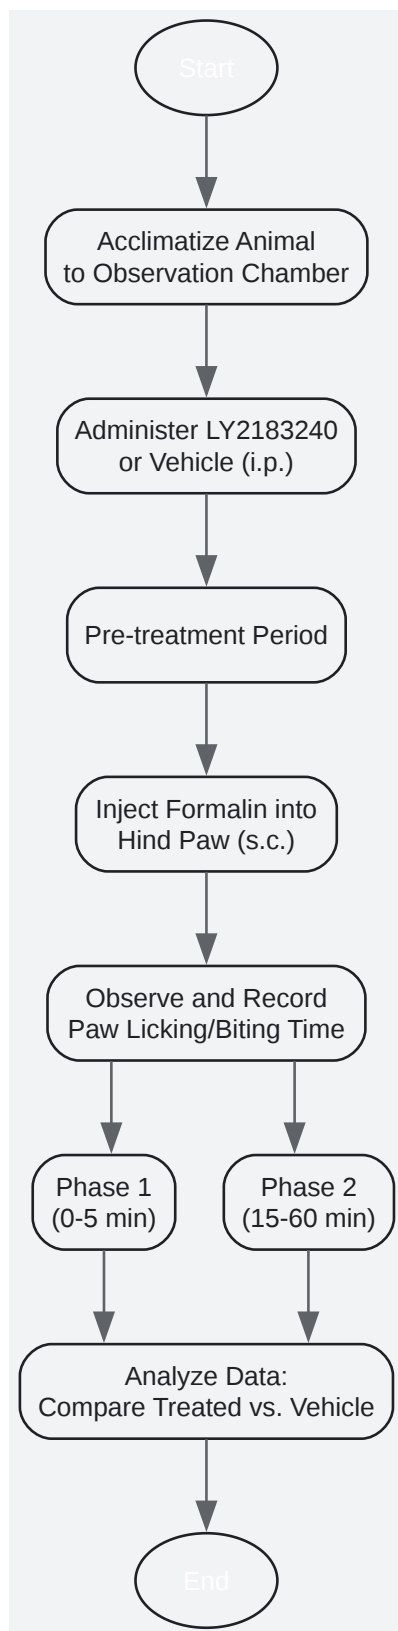 Start
Acclimatize Animal
to Observation Chamber
Administer LY2183240
or Vehicle (i.p.)
Pre-treatment Period
Inject Formalin into
Hind Paw (s.c.)
Observe and Record
Paw Licking/Biting Time
Phase 1
(0-5 min)
Phase 2
(15-60 min)
Analyze Data:
Compare Treated vs. Vehicle
End